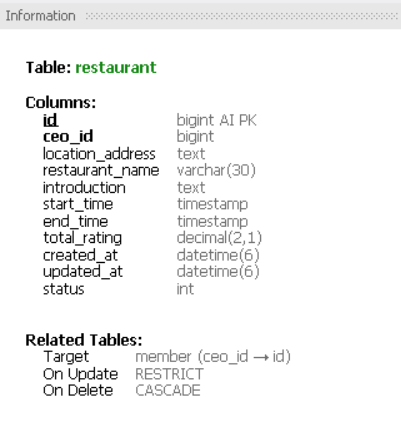 Information
Table: restaurant
Columns:
id bigint AI PK
ceo_id bigint
location_address text
restaurant_name varchar(30)
introduction text
start_time timestamp
end_time timestamp
total_rating decimal(2,1)
created_at datetime(6)
updated_at datetime(6)
status int
Related Tables:
Target member (ceo_id → id)
On Update RESTRICT
On Delete CASCADE